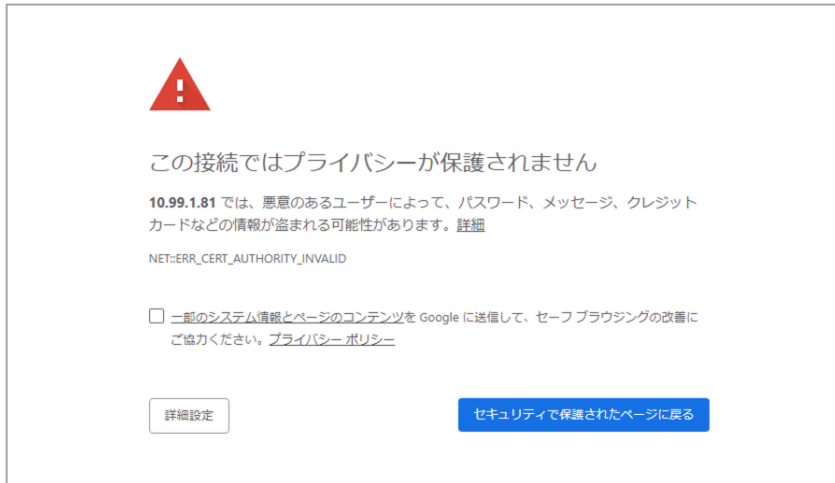 この接続ではプライバシーが保護されません
10.99.1.81 では、悪意のあるユーザーによって、パスワード、メッセージ、クレジット
カードなどの情報が盗まれる可能性があります。詳細
NET::ERR_CERT_AUTHORITY_INVALID
一部のシステム情報とページのコンテンツを Google に送信して、セーフ ブラウジングの改善に
ご協力ください。プライバシー ポリシー
詳細設定
セキュリティで保護されたページに戻る